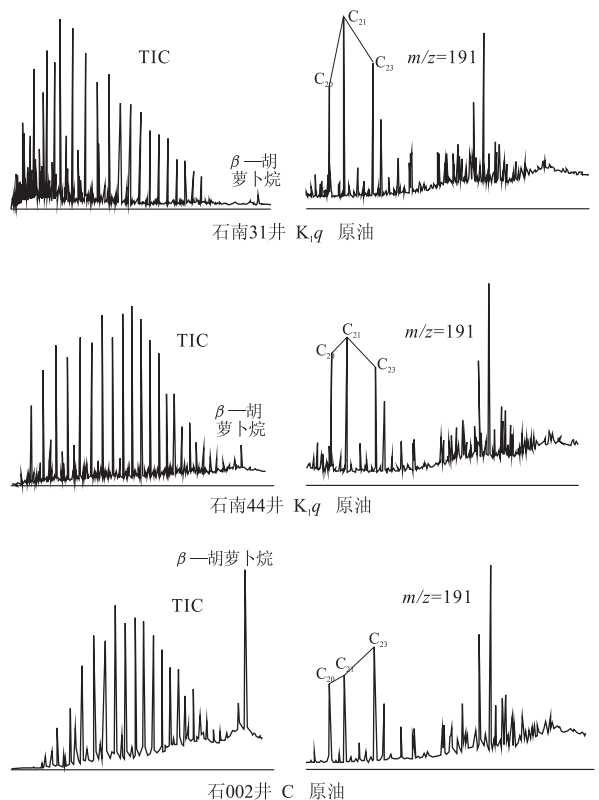 TIC
β—胡
萝卜烷
C₂₀
C₂₁
C₂₃
m/z=191
石南31井 K₁q 原油
TIC
β—胡
萝卜烷
C₂₀
C₂₁
C₂₃
m/z=191
石南44井 K₁q 原油
β—胡萝卜烷
TIC
C₂₀
C₂₁
C₂₃
m/z=191
石002井 C 原油